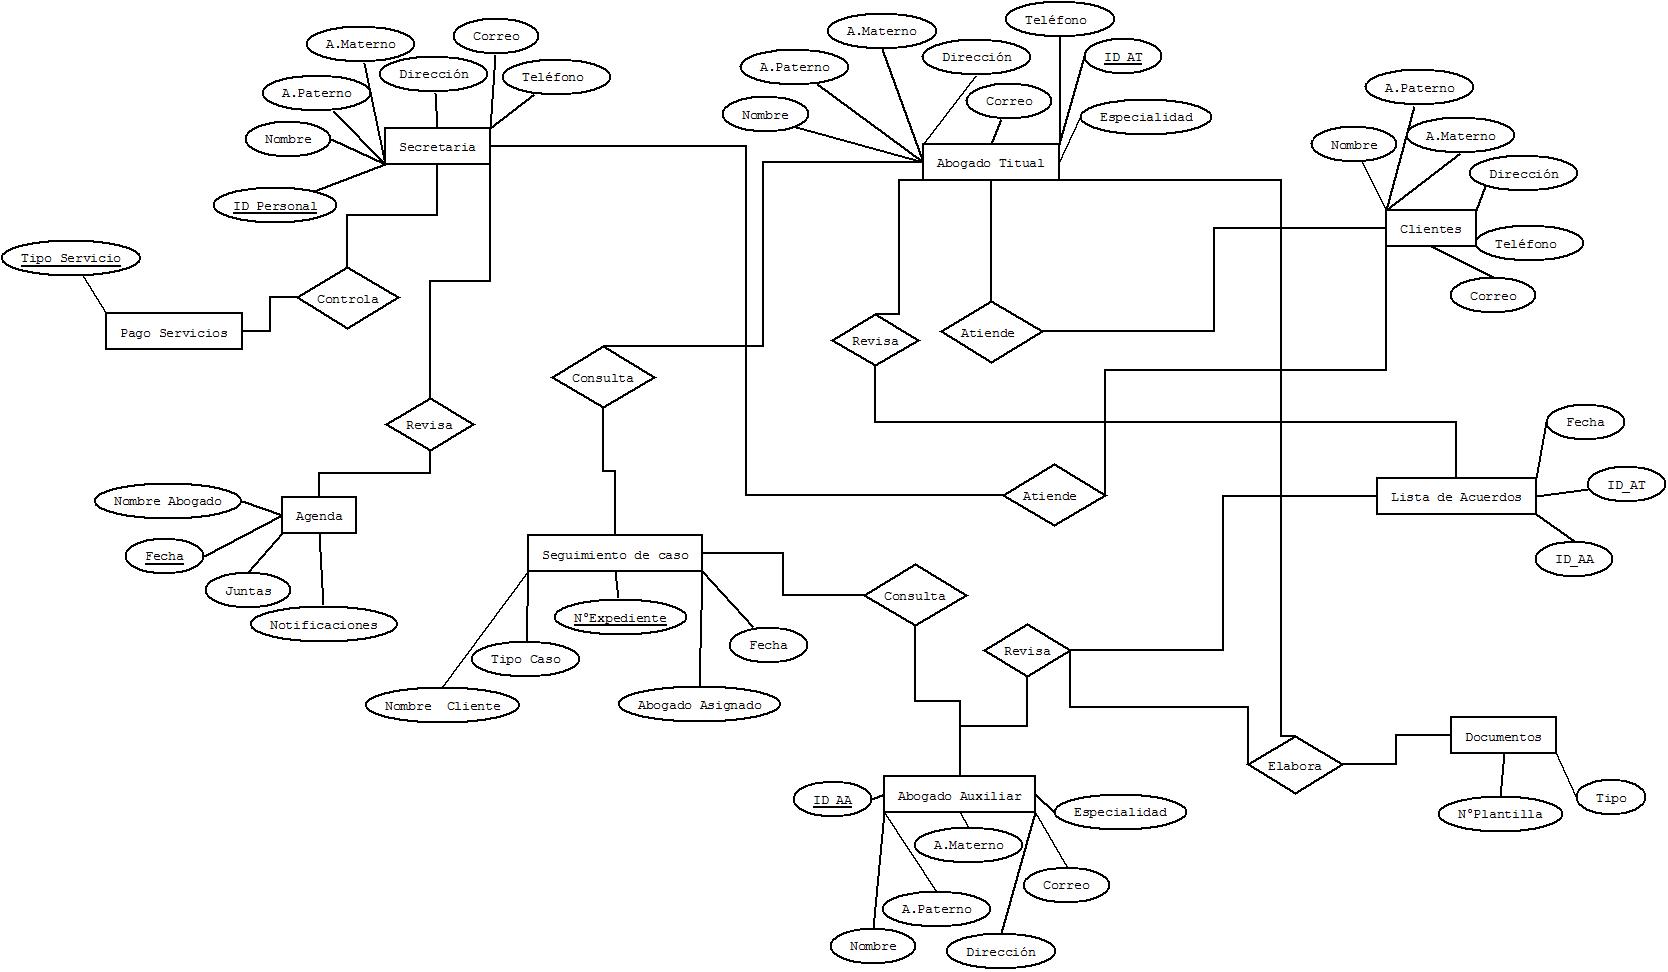 A.Materno
Correo
Dirección
Teléfono
A.Paterno
Nombre
Secretaria
ID Personal
Tipo Servicio
Controla
Pago Servicios
Revisa
Nombre Abogado
Agenda
Fecha
Juntas
Notificaciones
Teléfono
A.Materno
Dirección
ID AT
A.Paterno
Correo
Nombre
Especialidad
Abogado Titual
A.Paterno
A.Materno
Nombre
Dirección
Clientes
Teléfono
Correo
Revisa
Atiende
Consulta
Atiende
Fecha
ID_AT
Lista de Acuerdos
ID_AA
Seguimiento de caso
N°Expediente
Fecha
Tipo Caso
Nombre  Cliente
Abogado Asignado
Consulta
Revisa
Elabora
Documentos
Tipo
N°Plantilla
ID AA
Abogado Auxiliar
Especialidad
A.Materno
Correo
A.Paterno
Nombre
Dirección